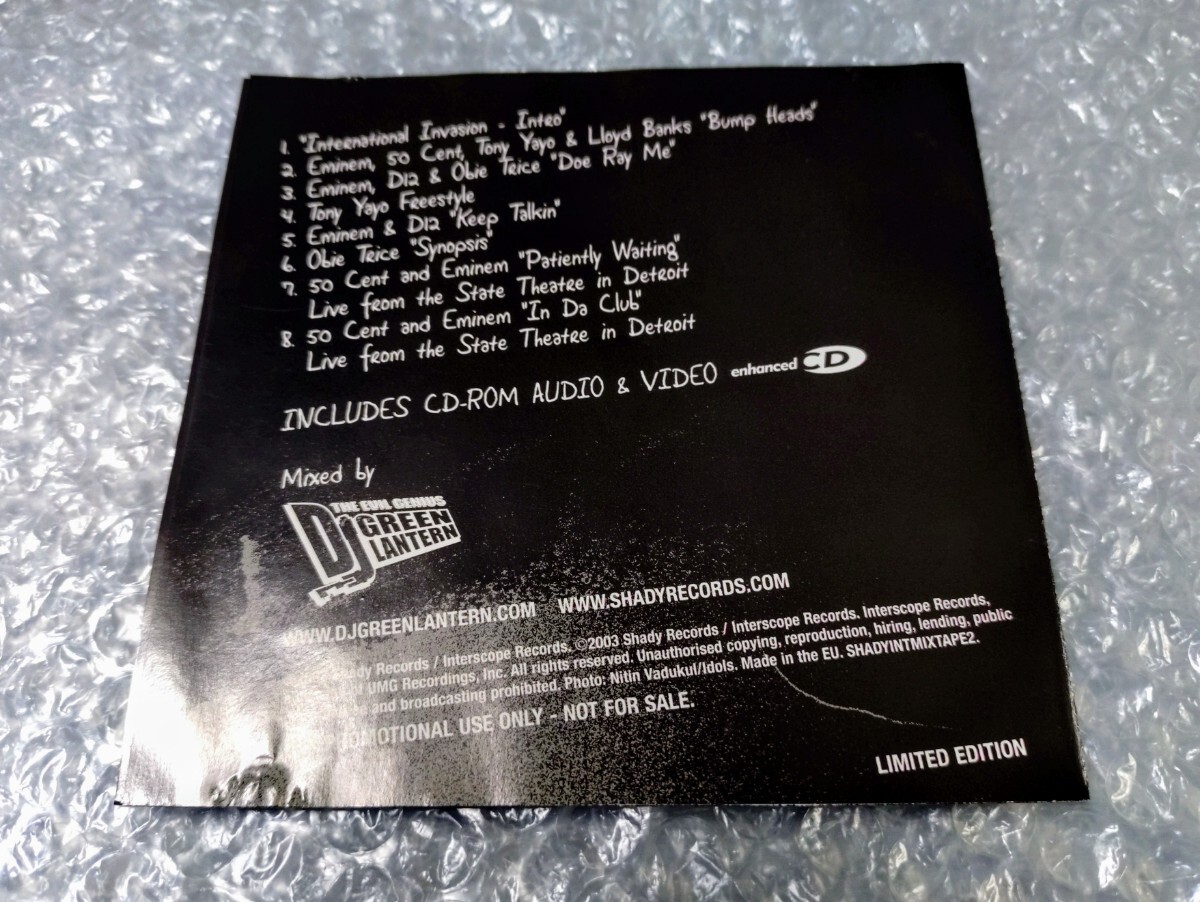 1. "International Invasion - Intro"
2. Eminem, 50 Cent, Tony Yayo & Lloyd Banks "Bump Heads"
3. Eminem, D12 & Obie Trice "Doe Ray Me"
4. Tony Yayo Freestyle
5. Eminem & D12 "Keep Talkin"
6. Obie Trice "Synopsis"
7. 50 Cent and Eminem "Patiently Waiting"
Live from the State Theatre in Detroit
8. 50 Cent and Eminem "In Da Club"
Live from the State Theatre in Detroit
INCLUDES CD-ROM AUDIO & VIDEO enhanced CD
Mixed by
THE EVIL GENIUS
DJ GREEN
LANTERN
WWW.DJGREENLANTERN.COM WWW.SHADYRECORDS.COM
Records / Interscope Records. ©2003 Shady Records / Interscope Records. Interscope Records,
UMG Recordings, Inc. All rights reserved. Unauthorised copying, reproduction, hiring, lending, public
and broadcasting prohibited. Photo: Nitin Vadukul/Idols. Made in the EU. SHADYINTMIXTAPE2.
PROMOTIONAL USE ONLY - NOT FOR SALE.
LIMITED EDITION